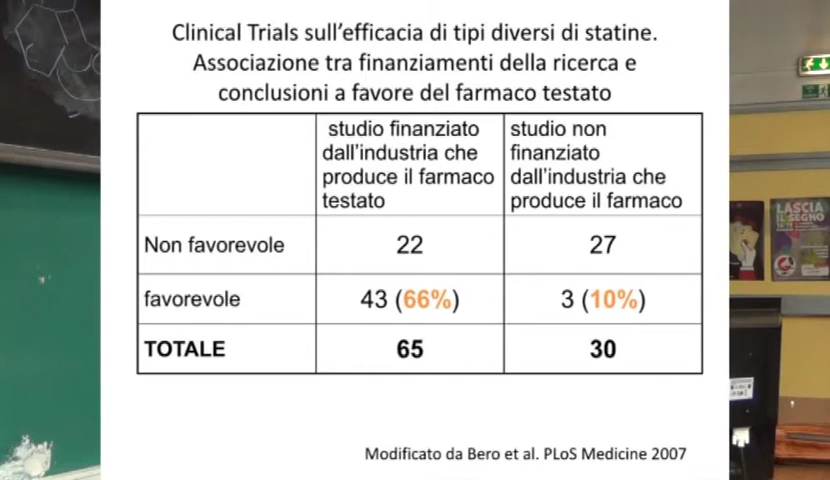 Clinical Trials sull'efficacia di tipi diversi di statine.
Associazione tra finanziamenti della ricerca e
conclusioni a favore del farmaco testato
studio finanziato
dall'industria che
produce il farmaco
testato
studio non
finanziato
dall'industria che
produce il farmaco
Non favorevole
22
27
favorevole
43 (66%)
3 (10%)
TOTALE
65
30
Modificato da Bero et al. PLoS Medicine 2007
LASCIA
IL SEGNO